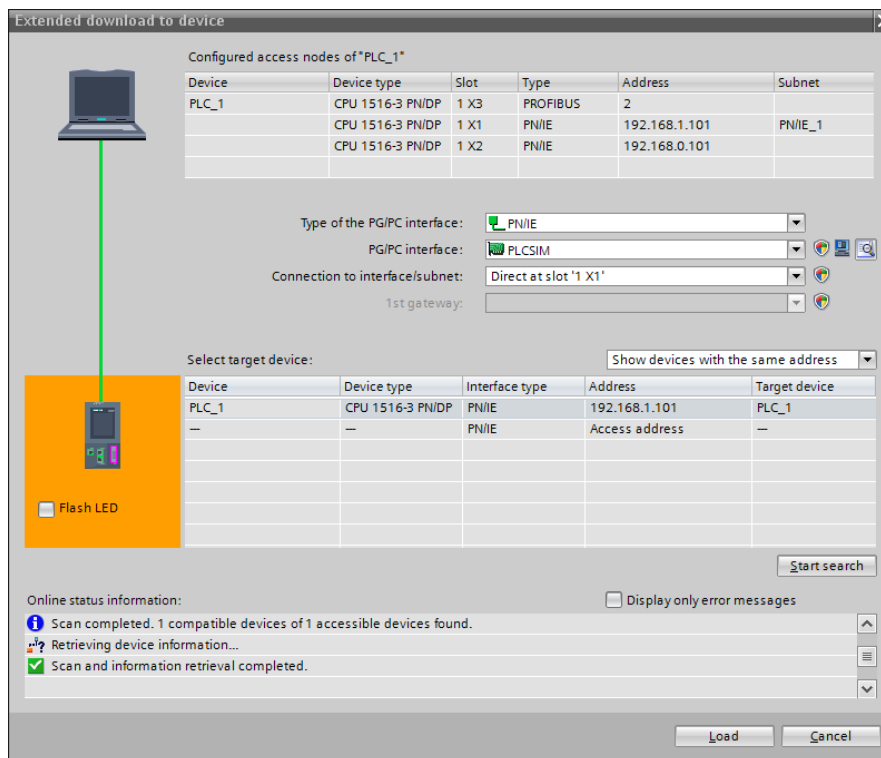 Extended download to device
Configured access nodes of "PLC_1"
Device Device type Slot Type Address Subnet
PLC_1 CPU 1516-3 PN/DP 1 X3 PROFIBUS 2
CPU 1516-3 PN/DP 1 X1 PN/IE 192.168.1.101 PN/IE_1
CPU 1516-3 PN/DP 1 X2 PN/IE 192.168.0.101
Type of the PG/PC interface: PN/IE
PG/PC interface: PLCSIM
Connection to interface/subnet: Direct at slot '1 X1'
1st gateway:
Select target device: Show devices with the same address
Device Device type Interface type Address Target device
PLC_1 CPU 1516-3 PN/DP PN/IE 192.168.1.101 PLC_1
— — PN/IE Access address —
Flash LED
Start search
Online status information: Display only error messages
Scan completed. 1 compatible devices of 1 accessible devices found.
Retrieving device information...
Scan and information retrieval completed.
Load Cancel